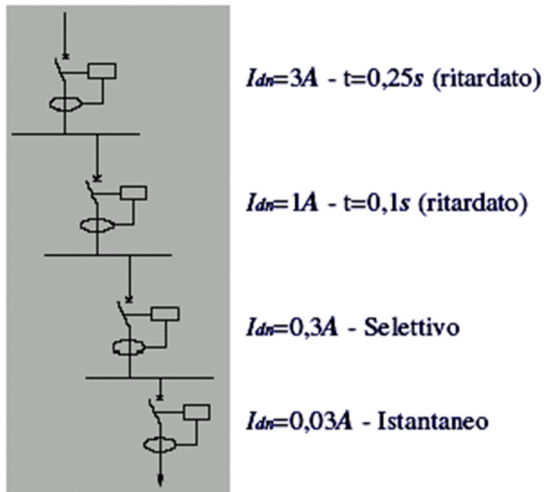 Idn=3A - t=0,25s (ritardato)
Idn=1A - t=0,1s (ritardato)
Idn=0,3A - Selettivo
Idn=0,03A - Istantaneo